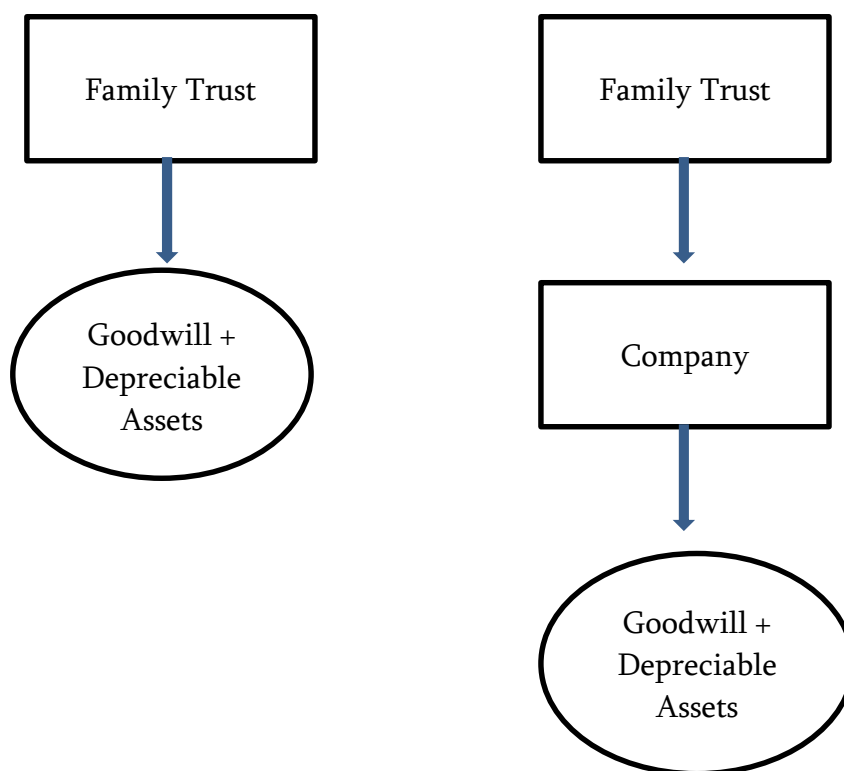 Family Trust
Goodwill +
Depreciable
Assets
Family Trust
Company
Goodwill +
Depreciable
Assets